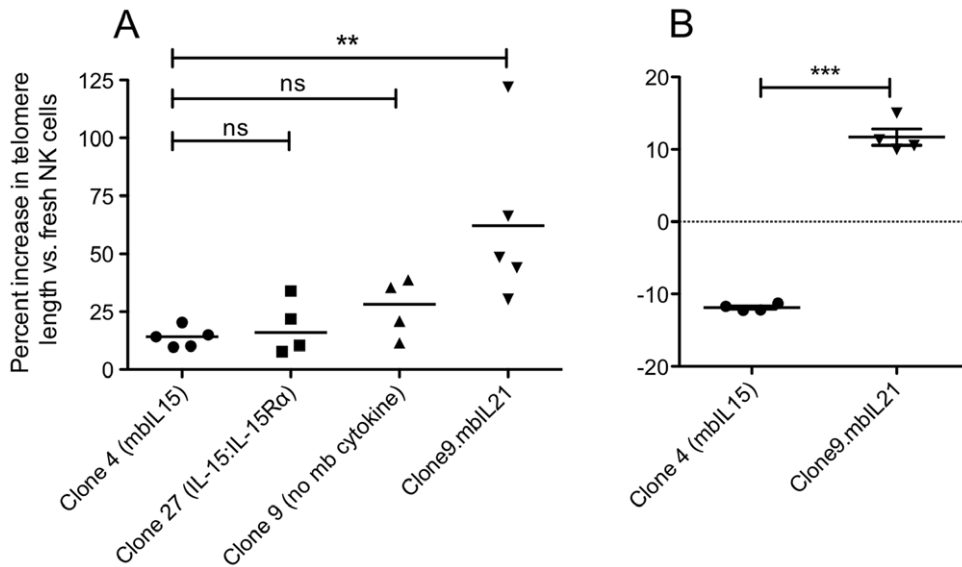 A
B
**
ns
ns
***
Percent increase in telomere
length vs. fresh NK cells
125
100
75
50
25
0
20
10
0
-10
-20
Clone 4 (mbIL15)
Clone 27 (IL-15:IL-15Rα)
Clone 9 (no mb cytokine)
Clone9.mbIL21
Clone 4 (mbIL15)
Clone9.mbIL21